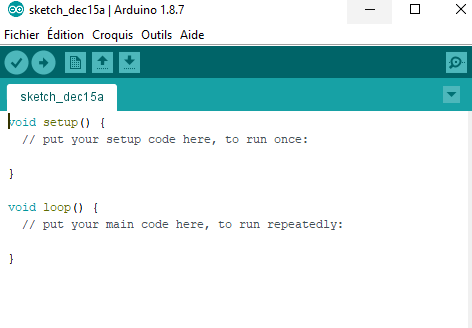 sketch_dec15a | Arduino 1.8.7
Fichier Édition Croquis Outils Aide
sketch_dec15a
void setup() {
  // put your setup code here, to run once:
}
void loop() {
  // put your main code here, to run repeatedly:
}